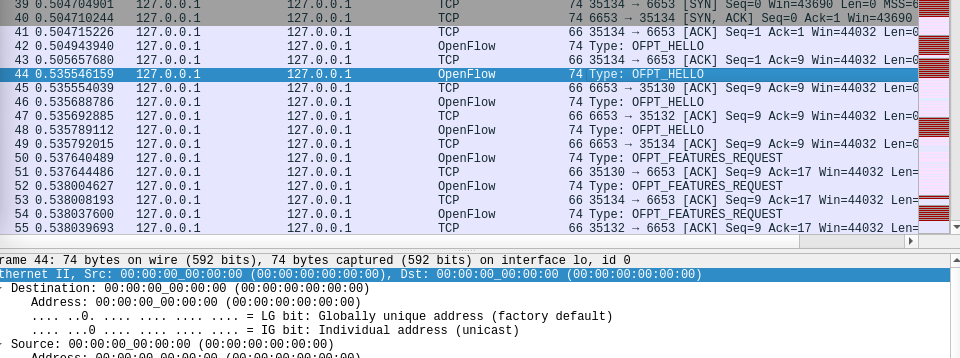 39 0.504704901 127.0.0.1 127.0.0.1 TCP 74 35134 → 6653 [SYN] Seq=0 Win=43690 Len=0 MSS=6
40 0.504710244 127.0.0.1 127.0.0.1 TCP 74 6653 → 35134 [SYN, ACK] Seq=0 Ack=1 Win=43690
41 0.504715226 127.0.0.1 127.0.0.1 TCP 66 35134 → 6653 [ACK] Seq=1 Ack=1 Win=44032 Len=0
42 0.504943940 127.0.0.1 127.0.0.1 OpenFlow 74 Type: OFPT_HELLO
43 0.505657680 127.0.0.1 127.0.0.1 TCP 66 35134 → 6653 [ACK] Seq=1 Ack=9 Win=44032 Len=0
44 0.535546159 127.0.0.1 127.0.0.1 OpenFlow 74 Type: OFPT_HELLO
45 0.535554039 127.0.0.1 127.0.0.1 TCP 66 6653 → 35130 [ACK] Seq=9 Ack=9 Win=44032 Len=0
46 0.535688786 127.0.0.1 127.0.0.1 OpenFlow 74 Type: OFPT_HELLO
47 0.535692885 127.0.0.1 127.0.0.1 TCP 66 6653 → 35132 [ACK] Seq=9 Ack=9 Win=44032 Len=0
48 0.535789112 127.0.0.1 127.0.0.1 OpenFlow 74 Type: OFPT_HELLO
49 0.535792015 127.0.0.1 127.0.0.1 TCP 66 6653 → 35134 [ACK] Seq=9 Ack=9 Win=44032 Len=0
50 0.537640489 127.0.0.1 127.0.0.1 OpenFlow 74 Type: OFPT_FEATURES_REQUEST
51 0.537644486 127.0.0.1 127.0.0.1 TCP 66 35130 → 6653 [ACK] Seq=9 Ack=17 Win=44032 Len=
52 0.538004627 127.0.0.1 127.0.0.1 OpenFlow 74 Type: OFPT_FEATURES_REQUEST
53 0.538008193 127.0.0.1 127.0.0.1 TCP 66 35134 → 6653 [ACK] Seq=9 Ack=17 Win=44032 Len=
54 0.538037600 127.0.0.1 127.0.0.1 OpenFlow 74 Type: OFPT_FEATURES_REQUEST
55 0.538039693 127.0.0.1 127.0.0.1 TCP 66 35132 → 6653 [ACK] Seq=9 Ack=17 Win=44032 Len=
rame 44: 74 bytes on wire (592 bits), 74 bytes captured (592 bits) on interface lo, id 0
thernet II, Src: 00:00:00_00:00:00 (00:00:00:00:00:00), Dst: 00:00:00_00:00:00 (00:00:00:00:00:00)
Destination: 00:00:00_00:00:00 (00:00:00:00:00:00)
Address: 00:00:00_00:00:00 (00:00:00:00:00:00)
.... ..0. .... .... .... .... = LG bit: Globally unique address (factory default)
.... ...0 .... .... .... .... = IG bit: Individual address (unicast)
Source: 00:00:00_00:00:00 (00:00:00:00:00:00)
Address: 00:00:00_00:00:00 (00:00:00:00:00:00)